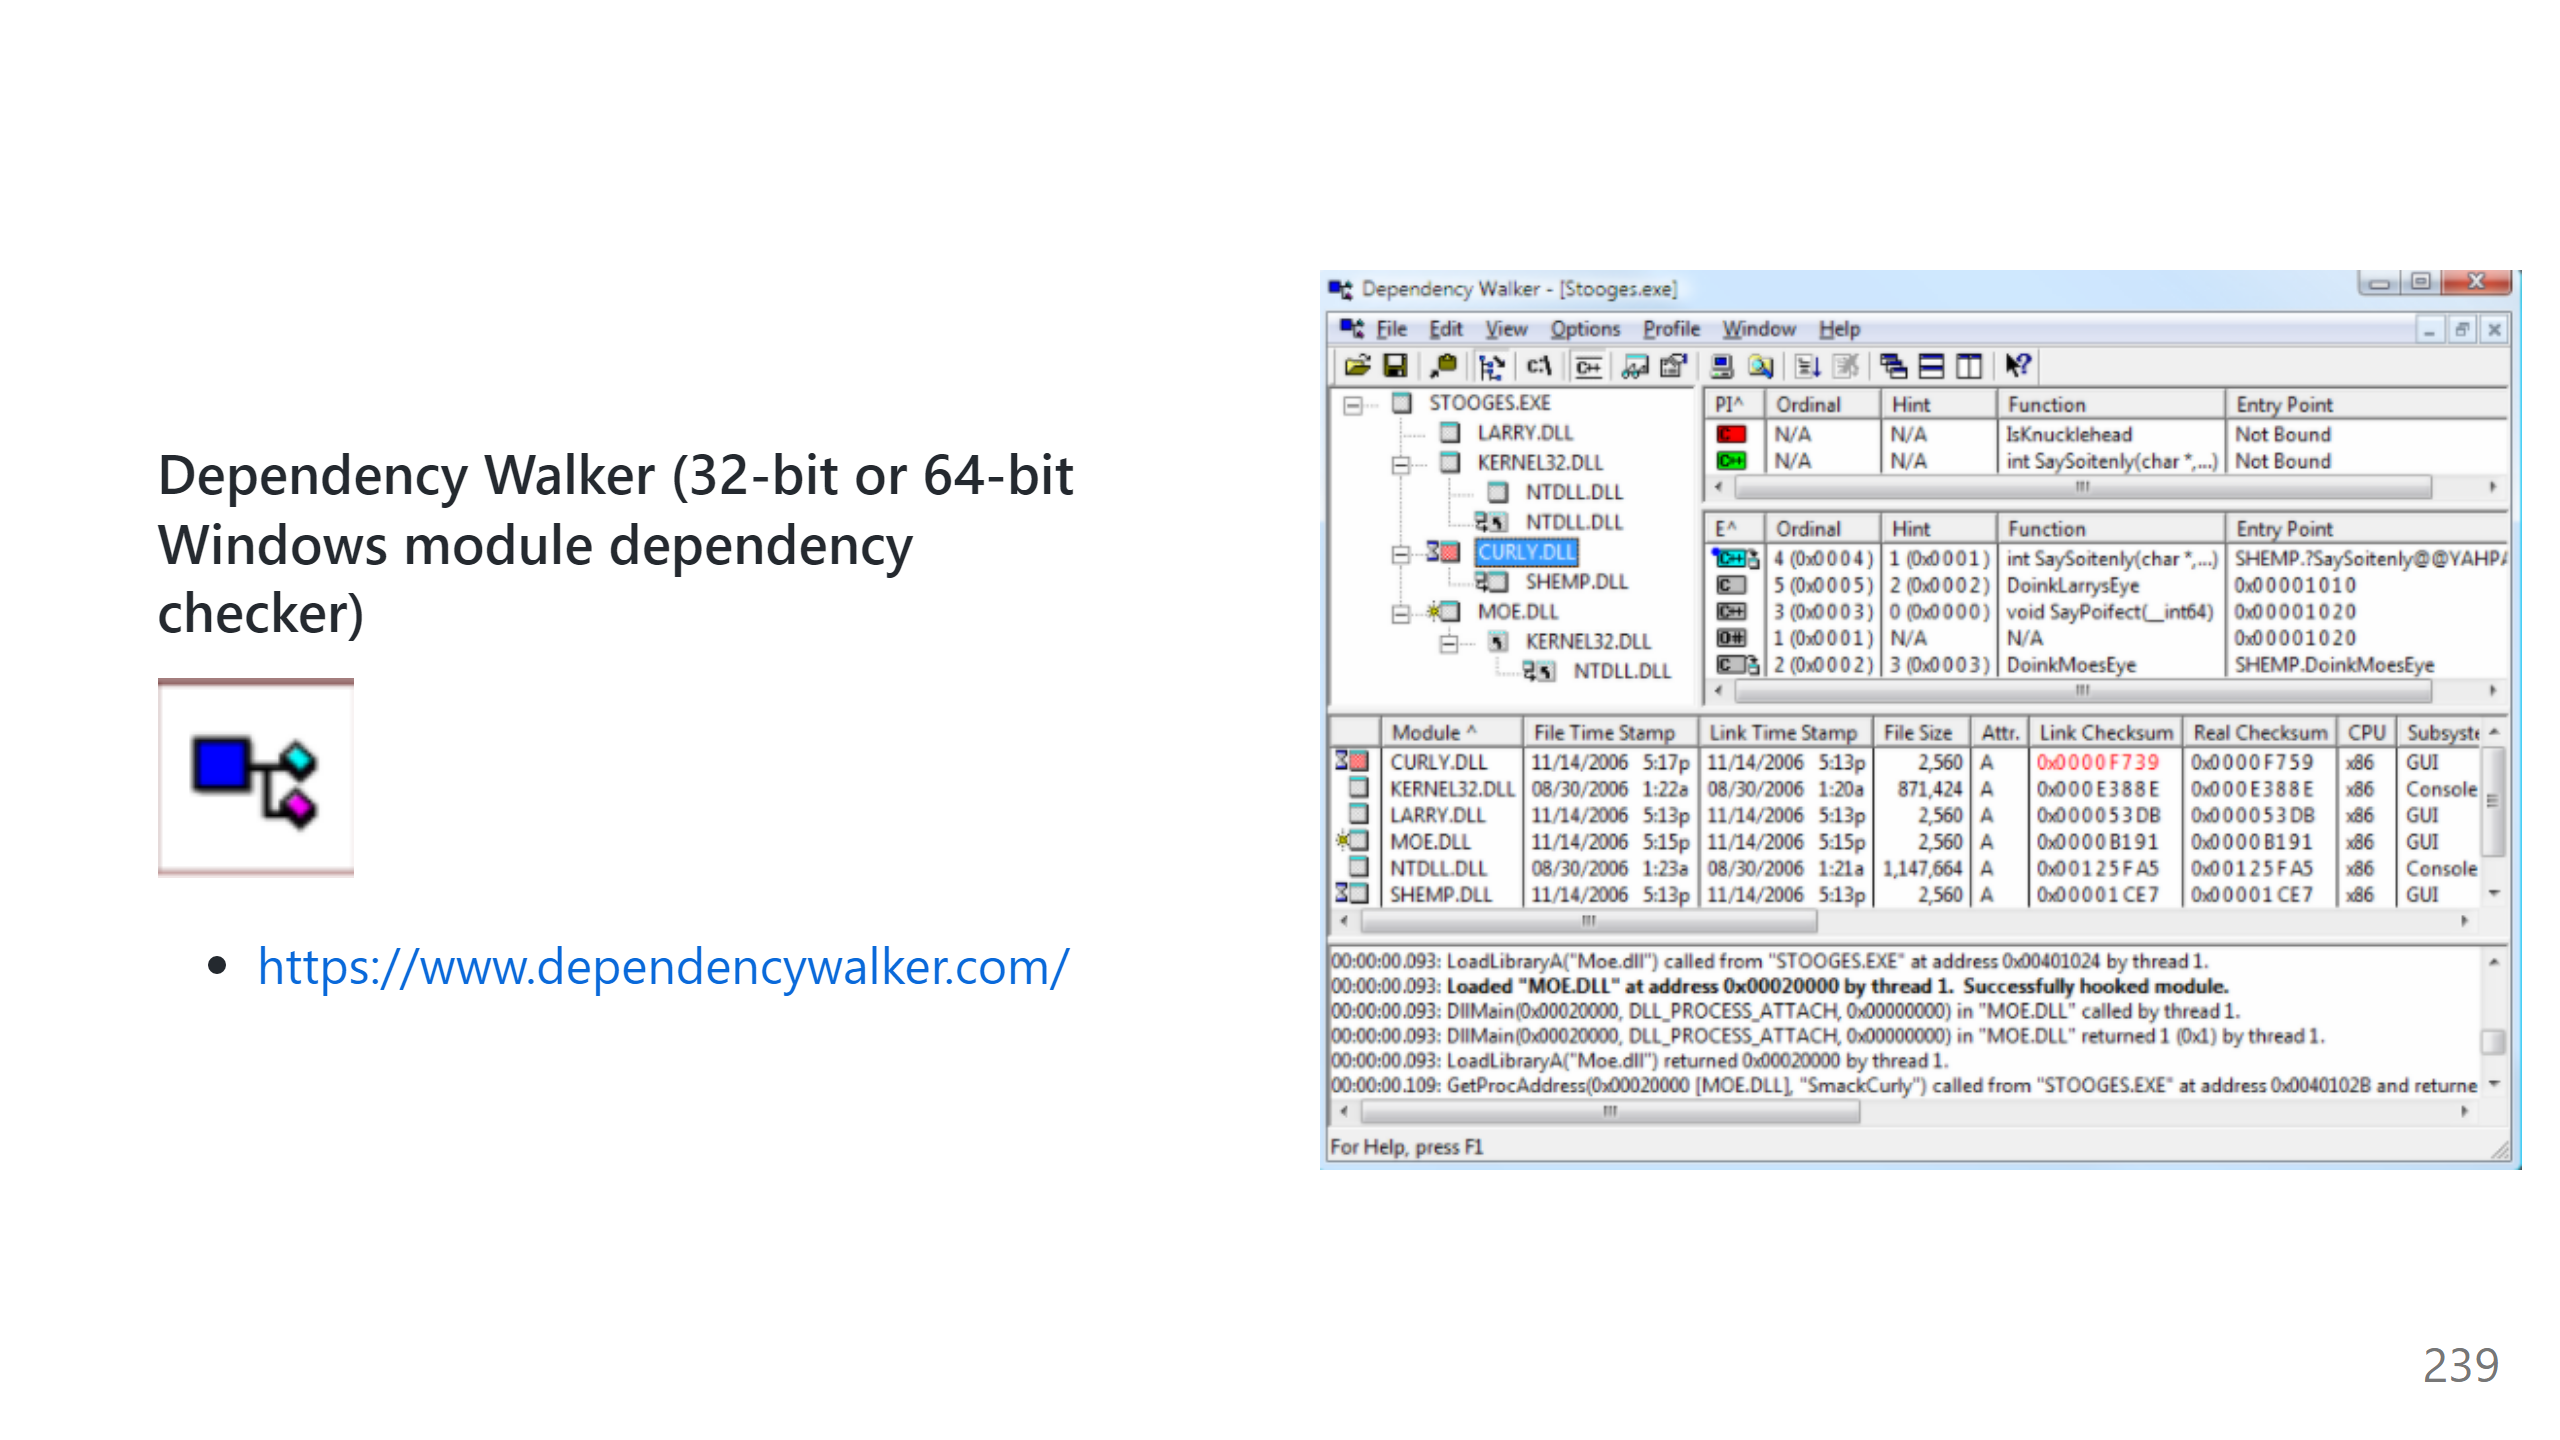 Dependency Walker (32-bit or 64-bit
Windows module dependency
checker)
• https://www.dependencywalker.com/
Dependency Walker - [Stooges.exe]
File Edit View Options Profile Window Help
STOOGES.EXE
LARRY.DLL
KERNEL32.DLL
NTDLL.DLL
NTDLL.DLL
CURLY.DLL
SHEMP.DLL
MOE.DLL
KERNEL32.DLL
NTDLL.DLL
PI^ Ordinal Hint Function Entry Point
C N/A N/A IsKnucklehead Not Bound
C++ N/A N/A int SaySoitenly(char *,...) Not Bound
E^ Ordinal Hint Function Entry Point
C++ 4 (0x0004) 1 (0x0001) int SaySoitenly(char *,...) SHEMP.?SaySoitenly@@YAHPA
C 5 (0x0005) 2 (0x0002) DoinkLarrysEye 0x00001010
C++ 3 (0x0003) 0 (0x0000) void SayPoifect(__int64) 0x00001020
O# 1 (0x0001) N/A N/A 0x00001020
C 2 (0x0002) 3 (0x0003) DoinkMoesEye SHEMP.DoinkMoesEye
Module ^ File Time Stamp Link Time Stamp File Size Attr. Link Checksum Real Checksum CPU Subsyste
CURLY.DLL 11/14/2006 5:17p 11/14/2006 5:13p 2,560 A 0x0000F739 0x0000F759 x86 GUI
KERNEL32.DLL 08/30/2006 1:22a 08/30/2006 1:20a 871,424 A 0x000E388E 0x000E388E x86 Console
LARRY.DLL 11/14/2006 5:13p 11/14/2006 5:13p 2,560 A 0x000053DB 0x000053DB x86 GUI
MOE.DLL 11/14/2006 5:15p 11/14/2006 5:15p 2,560 A 0x0000B191 0x0000B191 x86 GUI
NTDLL.DLL 08/30/2006 1:23a 08/30/2006 1:21a 1,147,664 A 0x00125FA5 0x00125FA5 x86 Console
SHEMP.DLL 11/14/2006 5:13p 11/14/2006 5:13p 2,560 A 0x00001CE7 0x00001CE7 x86 GUI
00:00:00.093: LoadLibraryA("Moe.dll") called from "STOOGES.EXE" at address 0x00401024 by thread 1.
00:00:00.093: Loaded "MOE.DLL" at address 0x00020000 by thread 1. Successfully hooked module.
00:00:00.093: DllMain(0x00020000, DLL_PROCESS_ATTACH, 0x00000000) in "MOE.DLL" called by thread 1.
00:00:00.093: DllMain(0x00020000, DLL_PROCESS_ATTACH, 0x00000000) in "MOE.DLL" returned 1 (0x1) by thread 1.
00:00:00.093: LoadLibraryA("Moe.dll") returned 0x00020000 by thread 1.
00:00:00.109: GetProcAddress(0x00020000 [MOE.DLL], "SmackCurly") called from "STOOGES.EXE" at address 0x0040102B and returne
For Help, press F1
239